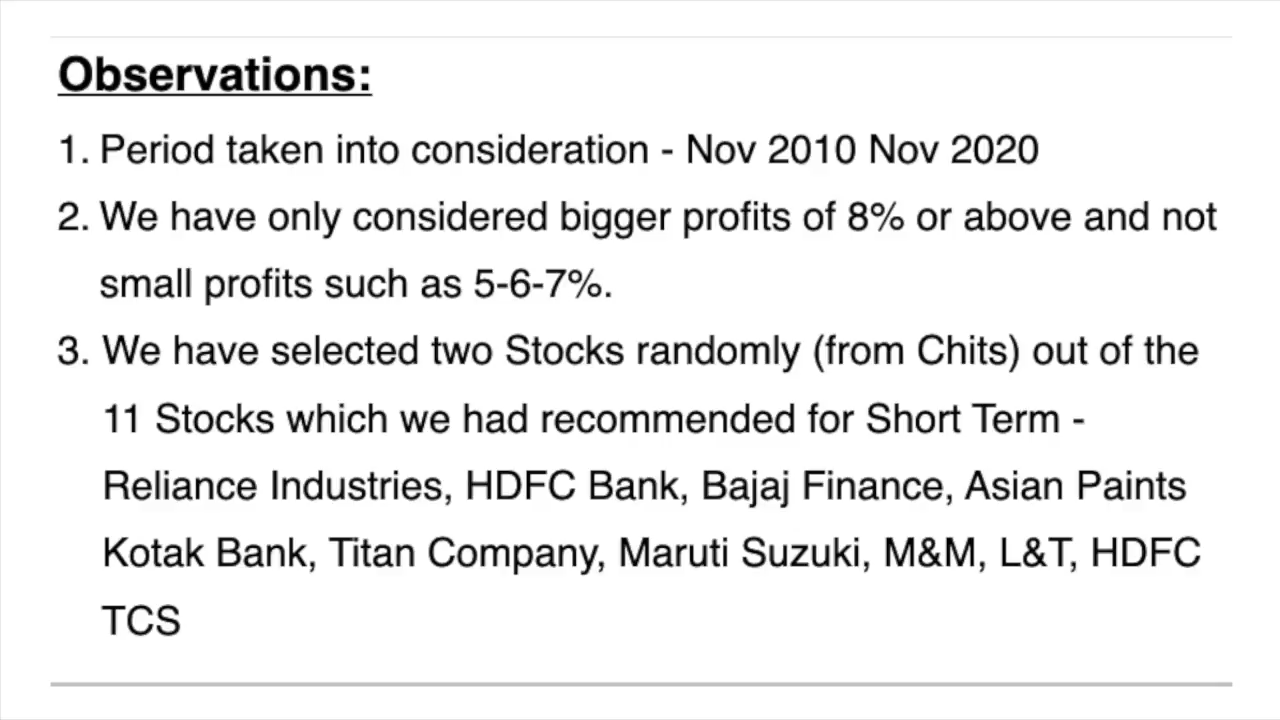 Observations:
1. Period taken into consideration - Nov 2010 Nov 2020
2. We have only considered bigger profits of 8% or above and not
small profits such as 5-6-7%.
3. We have selected two Stocks randomly (from Chits) out of the
11 Stocks which we had recommended for Short Term -
Reliance Industries, HDFC Bank, Bajaj Finance, Asian Paints
Kotak Bank, Titan Company, Maruti Suzuki, M&M, L&T, HDFC
TCS